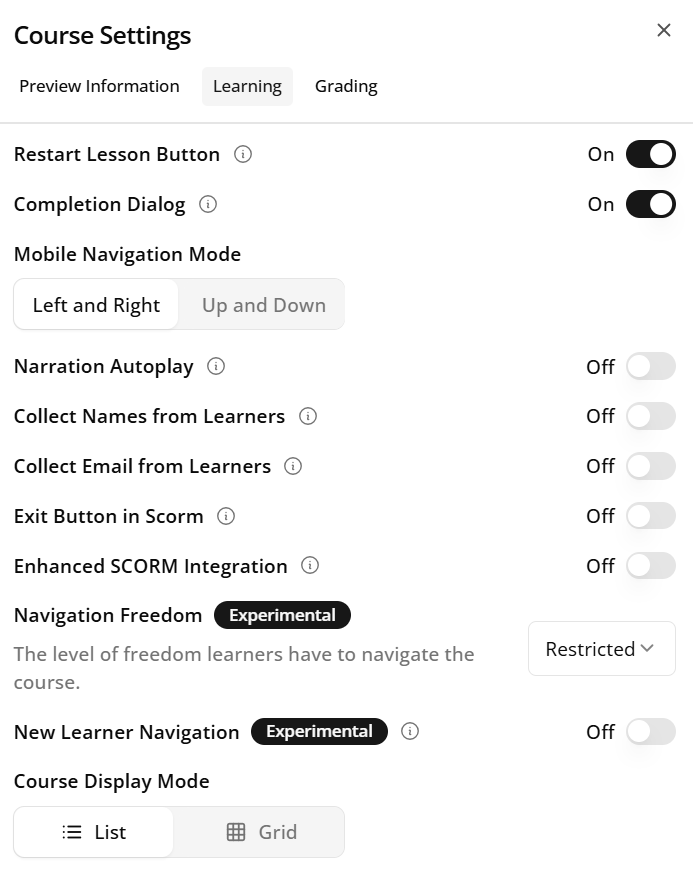 Course Settings
Preview Information Learning Grading
Restart Lesson Button On
Completion Dialog On
Mobile Navigation Mode
Left and Right Up and Down
Narration Autoplay Off
Collect Names from Learners Off
Collect Email from Learners Off
Exit Button in Scorm Off
Enhanced SCORM Integration Off
Navigation Freedom Experimental
The level of freedom learners have to navigate the
course.
Restricted
New Learner Navigation Experimental Off
Course Display Mode
List Grid